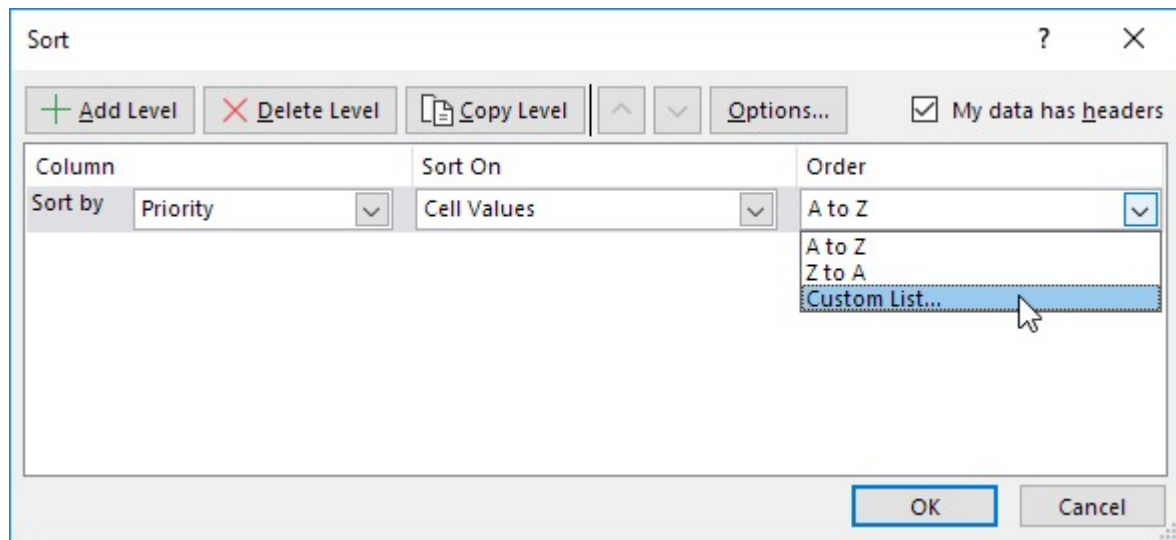 Sort ?
Add Level Delete Level Copy Level Options... My data has headers
Column Sort On Order
Sort by Priority Cell Values A to Z
A to Z
Z to A
Custom List...
OK Cancel